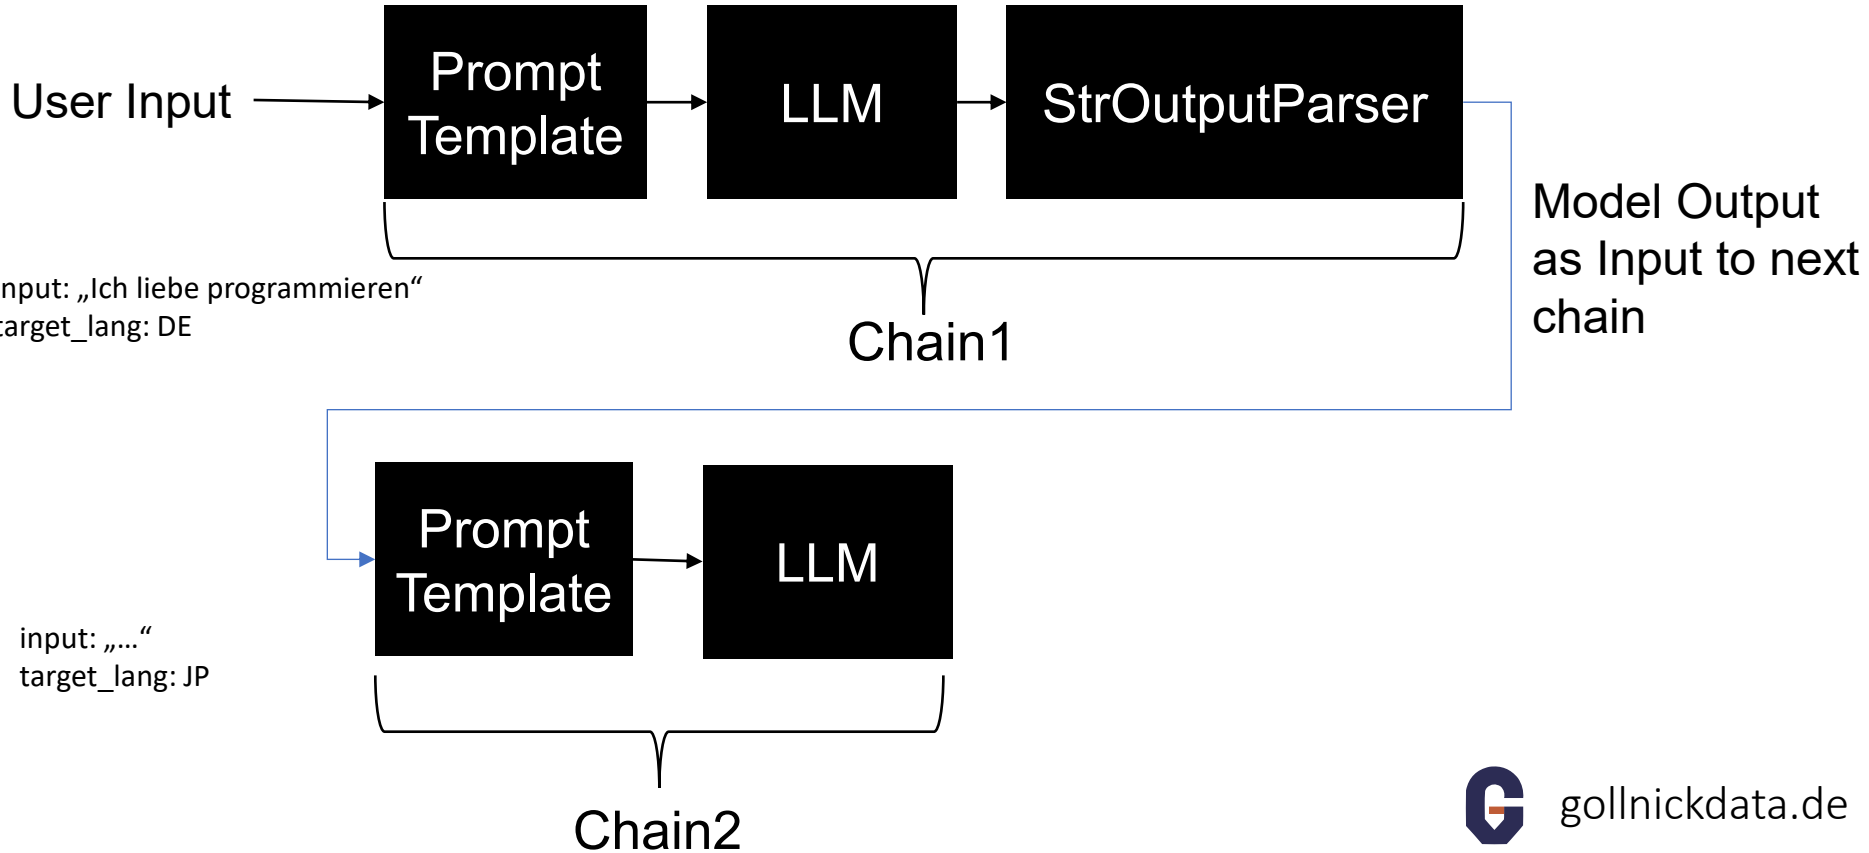 User Input
Prompt
Template
LLM
StrOutputParser
Model Output
as Input to next
chain
nput: „Ich liebe programmieren“
target_lang: DE
Chain1
Prompt
Template
LLM
input: „...“
target_lang: JP
Chain2
gollnickdata.de